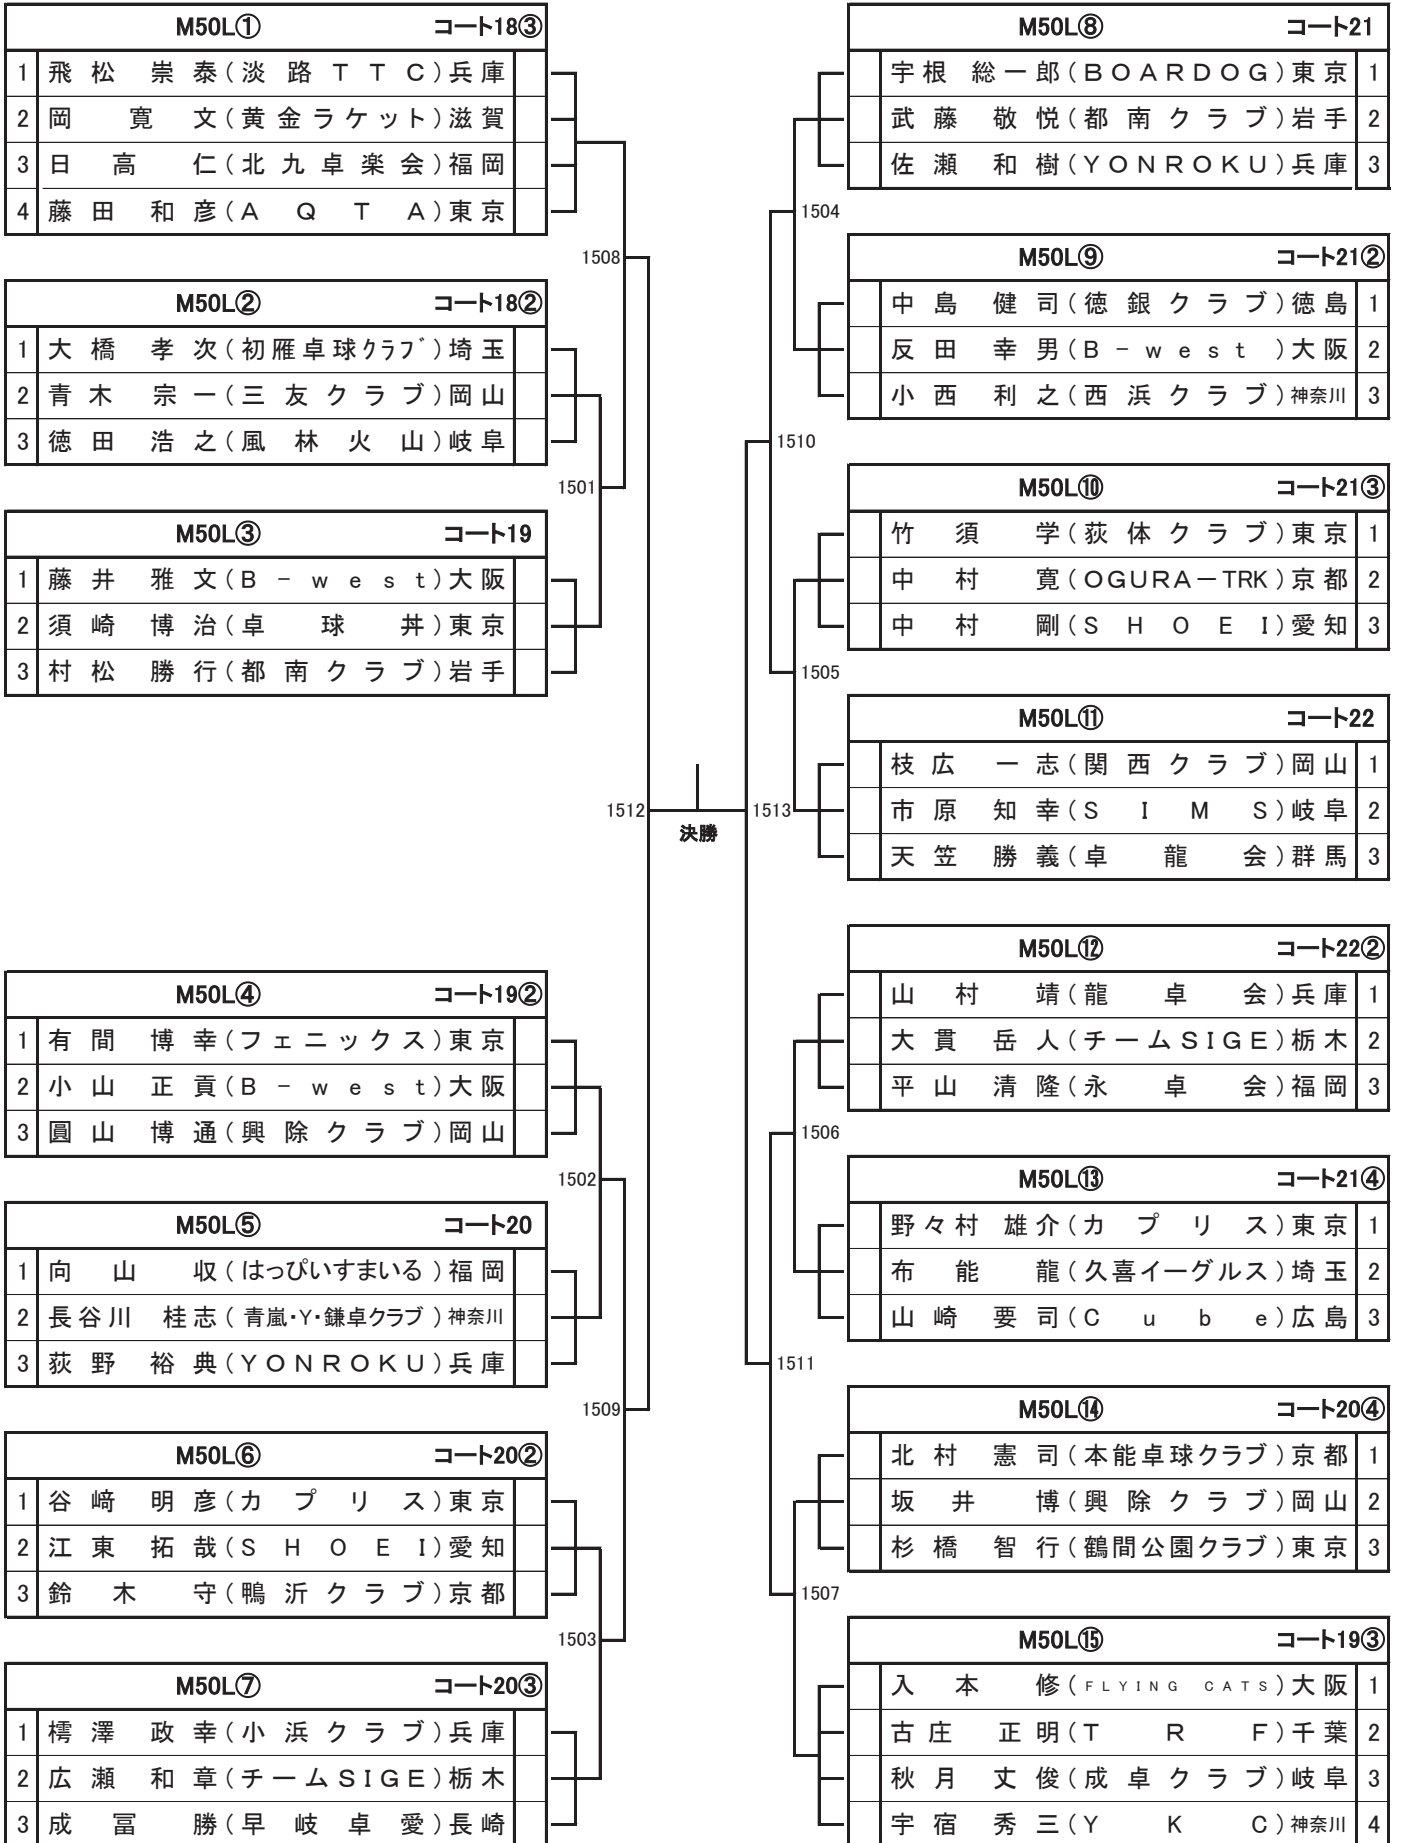 M50L① コート18③
1 飛松 崇泰(淡路TTC)兵庫
2 岡 寛文(黄金ラケット)滋賀
3 日高 仁(北九卓楽会)福岡
4 藤田 和彦(AQTA)東京
1508
M50L② コート18②
1 大橋 孝次(初雁卓球クラブ)埼玉
2 青木 宗一(三友クラブ)岡山
3 徳田 浩之(風林火山)岐阜
1501
M50L③ コート19
1 藤井 雅文(B-west)大阪
2 須崎 博治(卓球丼)東京
3 村松 勝行(都南クラブ)岩手
1512
決勝
M50L④ コート19②
1 有間 博幸(フェニックス)東京
2 小山 正貢(B-west)大阪
3 圓山 博通(興除クラブ)岡山
1502
M50L⑤ コート20
1 向山 収(はっぴいすまいる)福岡
2 長谷川 桂志(青嵐・Y・鎌卓クラブ)神奈川
3 荻野 裕典(YONROKU)兵庫
1509
M50L⑥ コート20②
1 谷﨑 明彦(カプリス)東京
2 江東 拓哉(SHOEI)愛知
3 鈴木 守(鴨沂クラブ)京都
1503
M50L⑦ コート20③
1 樗澤 政幸(小浜クラブ)兵庫
2 広瀬 和章(チームSIGE)栃木
3 成冨 勝(早岐卓愛)長崎
M50L⑧ コート21
宇根 総一郎(BOARDOG)東京 1
武藤 敬悦(都南クラブ)岩手 2
佐瀬 和樹(YONROKU)兵庫 3
1504
M50L⑨ コート21②
中島 健司(徳銀クラブ)徳島 1
反田 幸男(B-west)大阪 2
小西 利之(西浜クラブ)神奈川 3
1510
M50L⑩ コート21③
竹須 学(荻体クラブ)東京 1
中村 寛(OGURA-TRK)京都 2
中村 剛(SHOEI)愛知 3
1505
M50L⑪ コート22
枝広 一志(関西クラブ)岡山 1
市原 知幸(SIMS)岐阜 2
天笠 勝義(卓龍会)群馬 3
1513
M50L⑫ コート22②
山村 靖(龍卓会)兵庫 1
大貫 岳人(チームSIGE)栃木 2
平山 清隆(永卓会)福岡 3
1506
M50L⑬ コート21④
野々村 雄介(カプリス)東京 1
布能 龍(久喜イーグルス)埼玉 2
山崎 要司(Cube)広島 3
1511
M50L⑭ コート20④
北村 憲司(本能卓球クラブ)京都 1
坂井 博(興除クラブ)岡山 2
杉橋 智行(鶴間公園クラブ)東京 3
1507
M50L⑮ コート19③
入本 修(FLYING CATS)大阪 1
古庄 正明(TRF)千葉 2
秋月 丈俊(成卓クラブ)岐阜 3
宇宿 秀三(YKC)神奈川 4